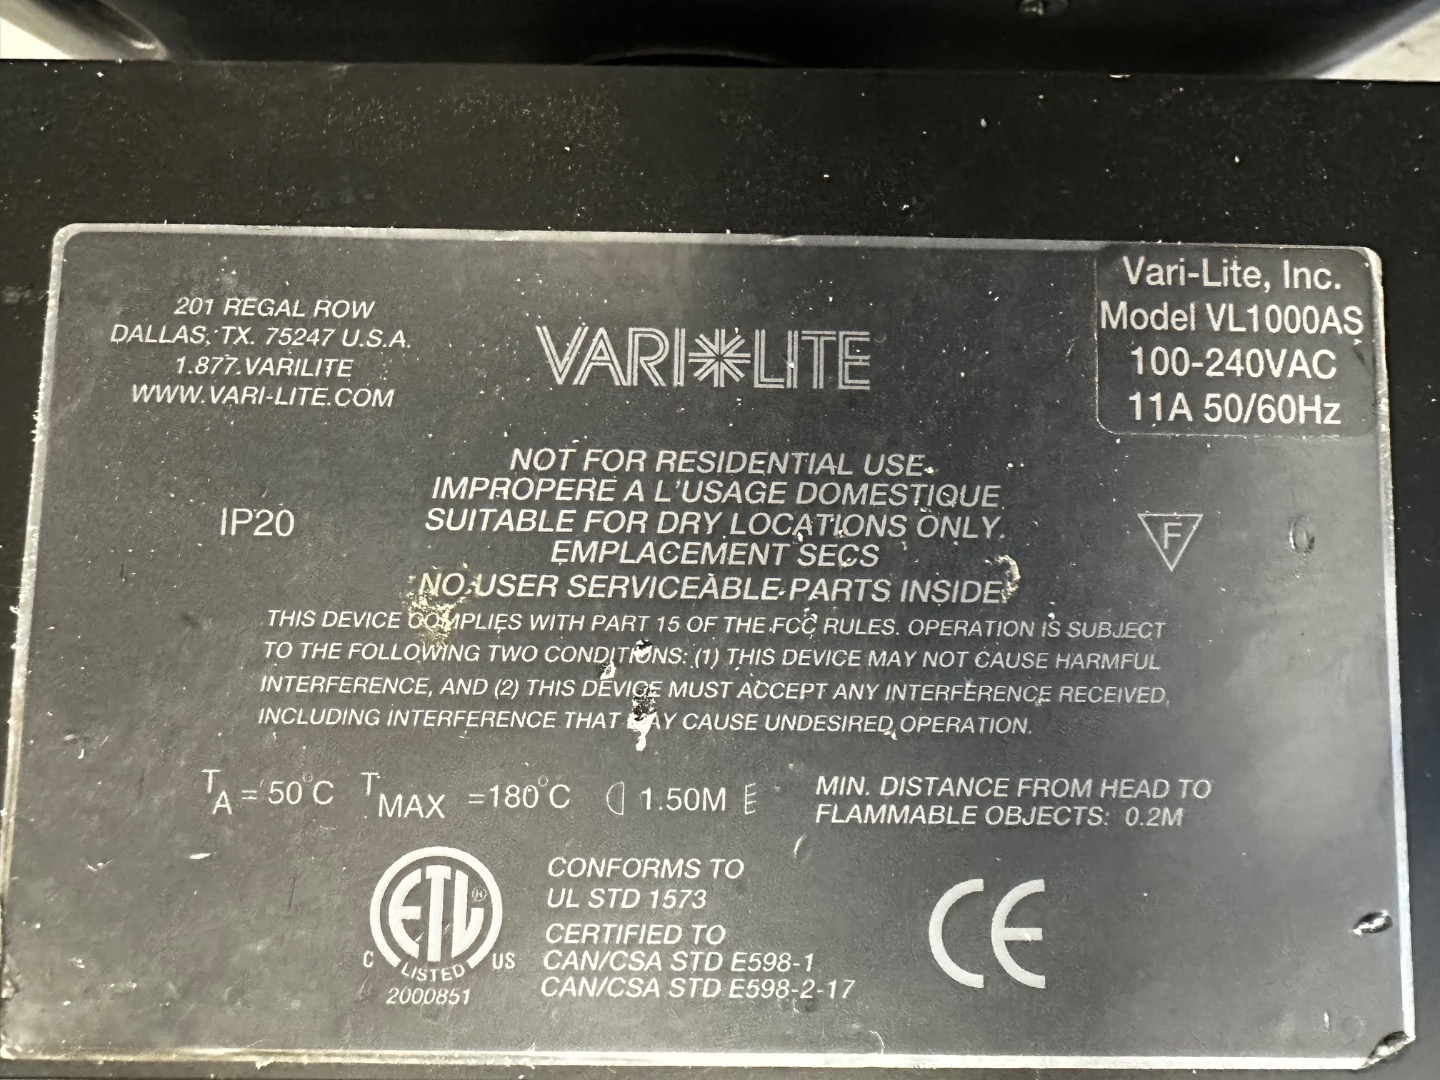 201 REGAL ROW
DALLAS, TX. 75247 U.S.A.
1.877.VARILITE
WWW.VARI-LITE.COM
VARI*LITE
Vari-Lite, Inc.
Model VL1000AS
100-240VAC
11A 50/60Hz
NOT FOR RESIDENTIAL USE.
IMPROPERE A L'USAGE DOMESTIQUE
SUITABLE FOR DRY LOCATIONS ONLY.
EMPLACEMENT SECS
NO USER SERVICEABLE PARTS INSIDE.
IP20
F
THIS DEVICE COMPLIES WITH PART 15 OF THE FCC RULES. OPERATION IS SUBJECT
TO THE FOLLOWING TWO CONDITIONS: (1) THIS DEVICE MAY NOT CAUSE HARMFUL
INTERFERENCE, AND (2) THIS DEVICE MUST ACCEPT ANY INTERFERENCE RECEIVED,
INCLUDING INTERFERENCE THAT MAY CAUSE UNDESIRED OPERATION.
TA = 50°C TMAX =180°C 1.50M
MIN. DISTANCE FROM HEAD TO
FLAMMABLE OBJECTS: 0.2M
ETL ®
C LISTED US
2000851
CONFORMS TO
UL STD 1573
CERTIFIED TO
CAN/CSA STD E598-1
CAN/CSA STD E598-2-17
CE